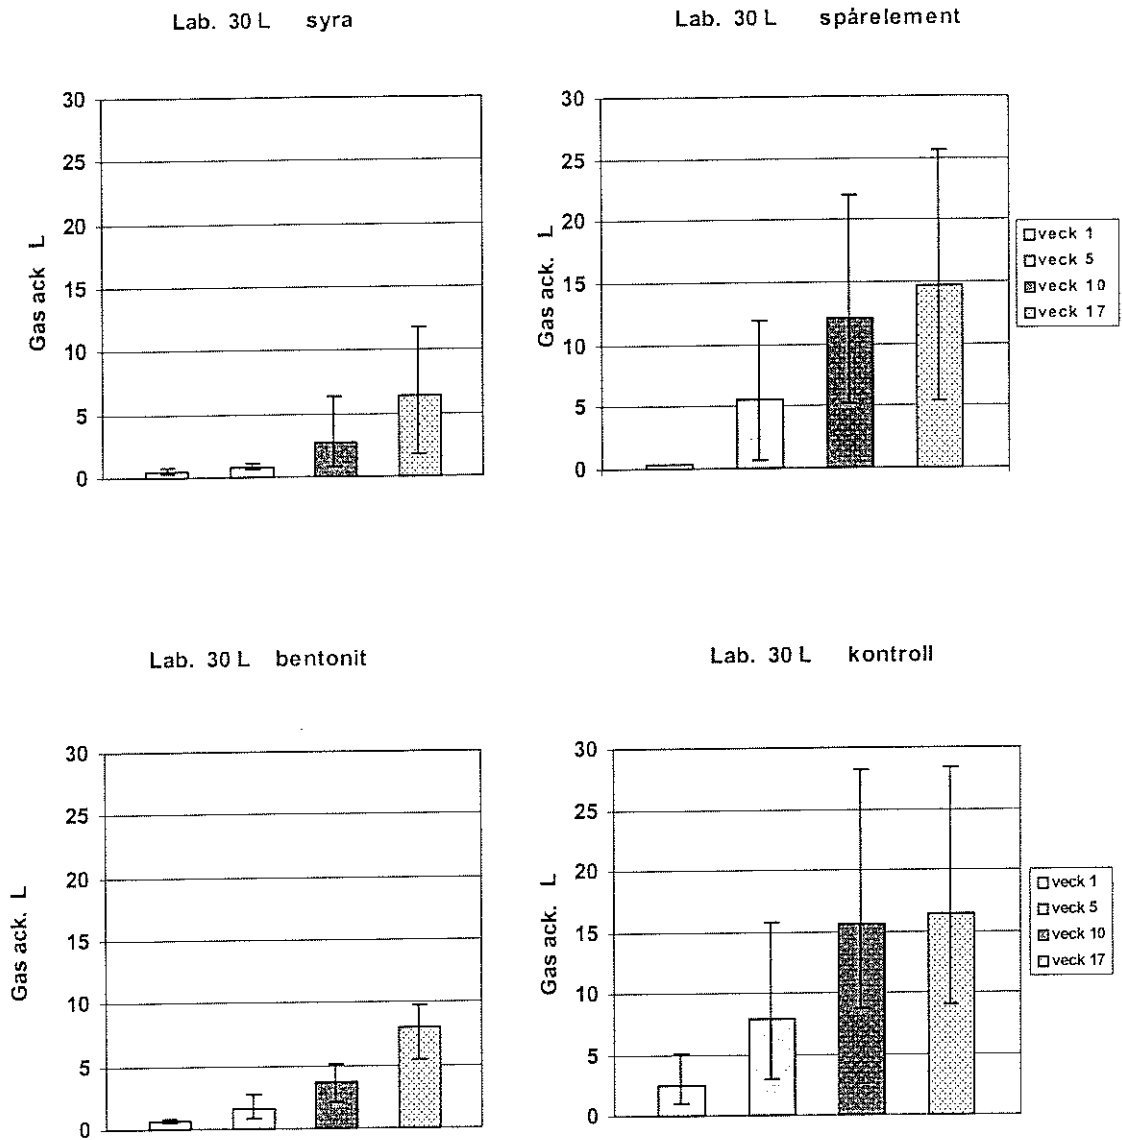 Lab. 30 L syra
30
25
20
15
10
5
0
Gas ack L
Lab. 30 L spårelement
30
25
20
15
10
5
0
Gas ack. L
veck 1
veck 5
veck 10
veck 17
Lab. 30 L bentonit
30
25
20
15
10
5
0
Gas ack. L
Lab. 30 L kontroll
30
25
20
15
10
5
0
Gas ack. L
veck 1
veck 5
veck 10
veck 17